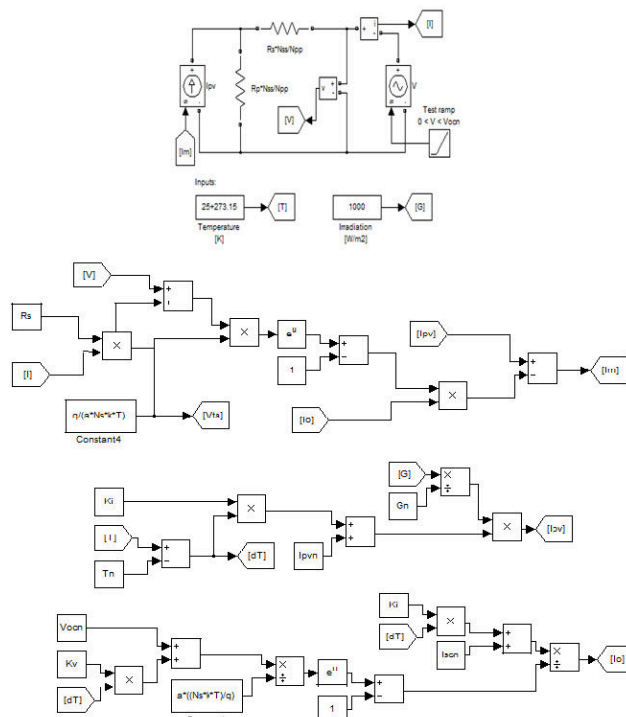 [I]
Rs*Nss/Npp
Ipv
Rp*Nss/Npp
V
[V]
Test ramp
0 < V < Vocn
[Im]
Inputs:
25+273.15
[T]
1000
[G]
Temperature
[K]
Irradiation
[W/m2]
[V]
Rs
[I]
e^u
1
[Ipv]
[Im]
[Io]
q/(a*Ns*k*T)
[Vta]
Constant4
[G]
Gn
Ki
[T]
Tn
[dT]
Ipvn
[Ipv]
Vocn
Kv
[dT]
a*((Ns*k*T)/q)
e^u
1
Ki
[dT]
Iscn
[Io]